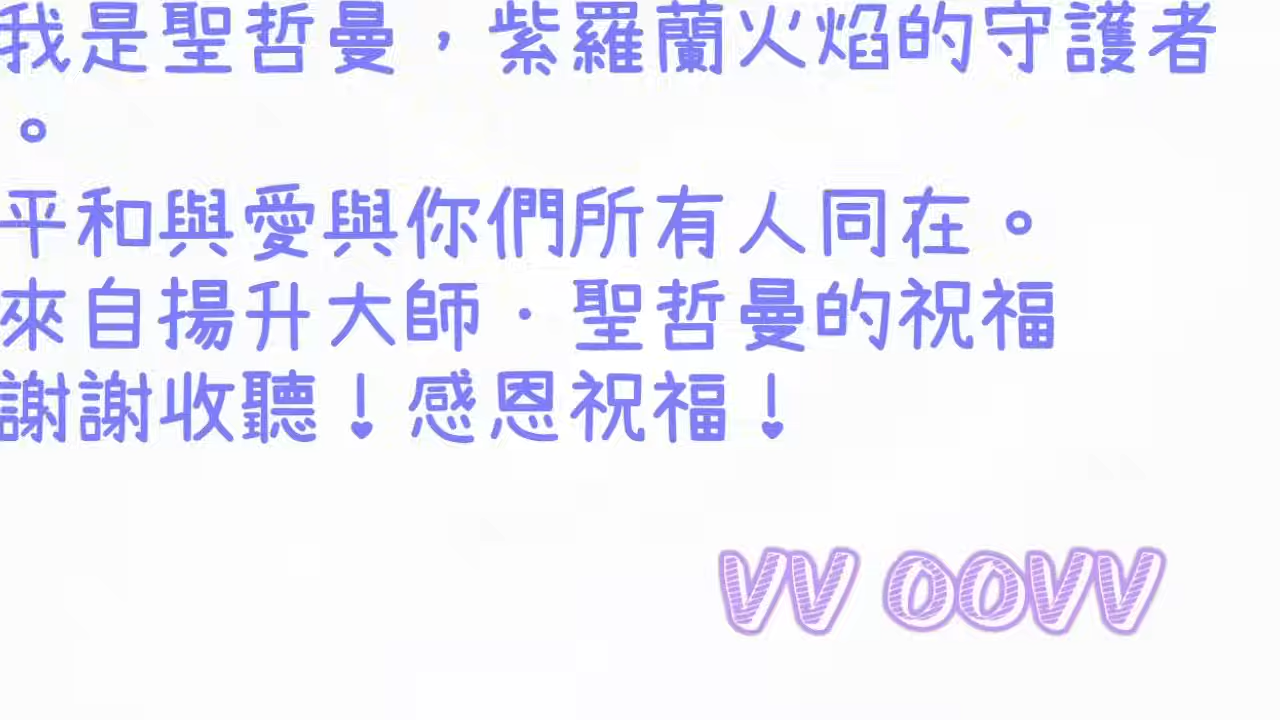 我是聖哲曼，紫羅蘭火焰的守護者
。
平和與愛與你們所有人同在。
來自揚升大師·聖哲曼的祝福
謝謝收聽！感恩祝福！
VV OOVV